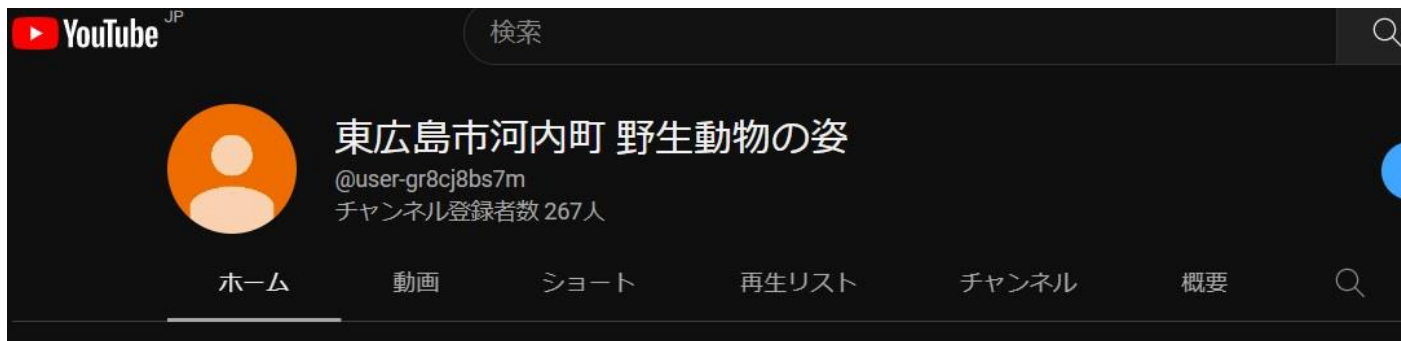 YouTube JP
検索
東広島市河内町 野生動物の姿
@user-gr8cj8bs7m
チャンネル登録者数 267人
ホーム 動画 ショート 再生リスト チャンネル 概要